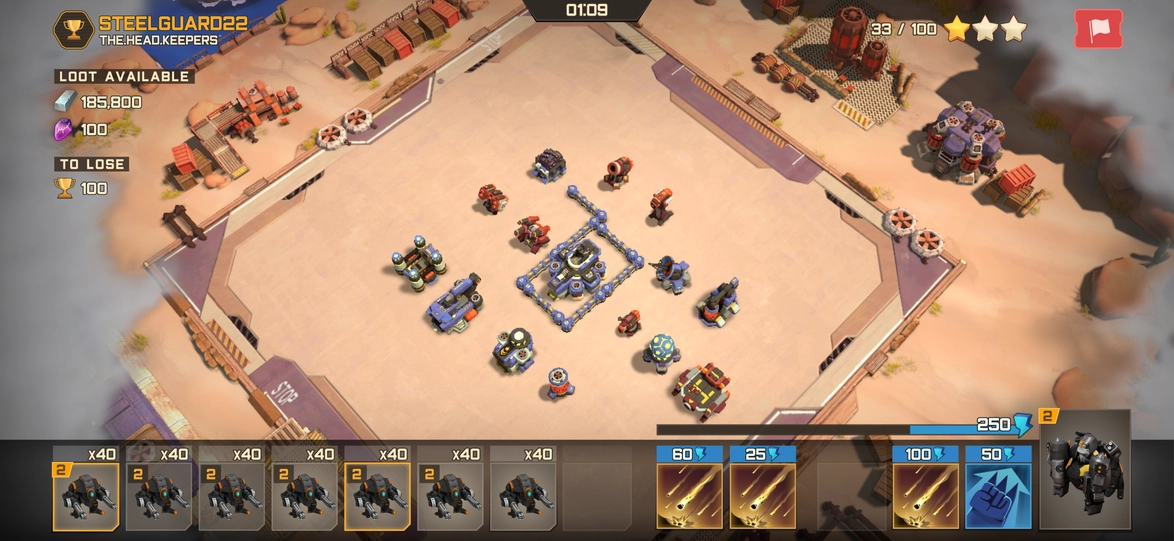 STEELGUARD22
THE.HEAD.KEEPERS
LOOT AVAILABLE
185,800
100
TO LOSE
100
01:09
33 / 100
STOP
250
x40
x40
x40
x40
x40
x40
x40
2
2
2
2
2
2
60
25
100
50
2